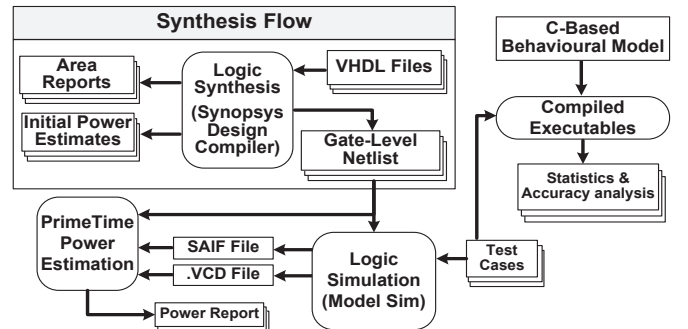 Synthesis Flow
Area
Reports
Initial Power
Estimates
Logic
Synthesis
(Synopsys
Design
Compiler)
VHDL Files
Gate-Level
Netlist
C-Based
Behavioural Model
Compiled
Executables
Statistics &
Accuracy analysis
PrimeTime
Power
Estimation
SAIF File
.VCD File
Logic
Simulation
(Model Sim)
Test
Cases
Power Report